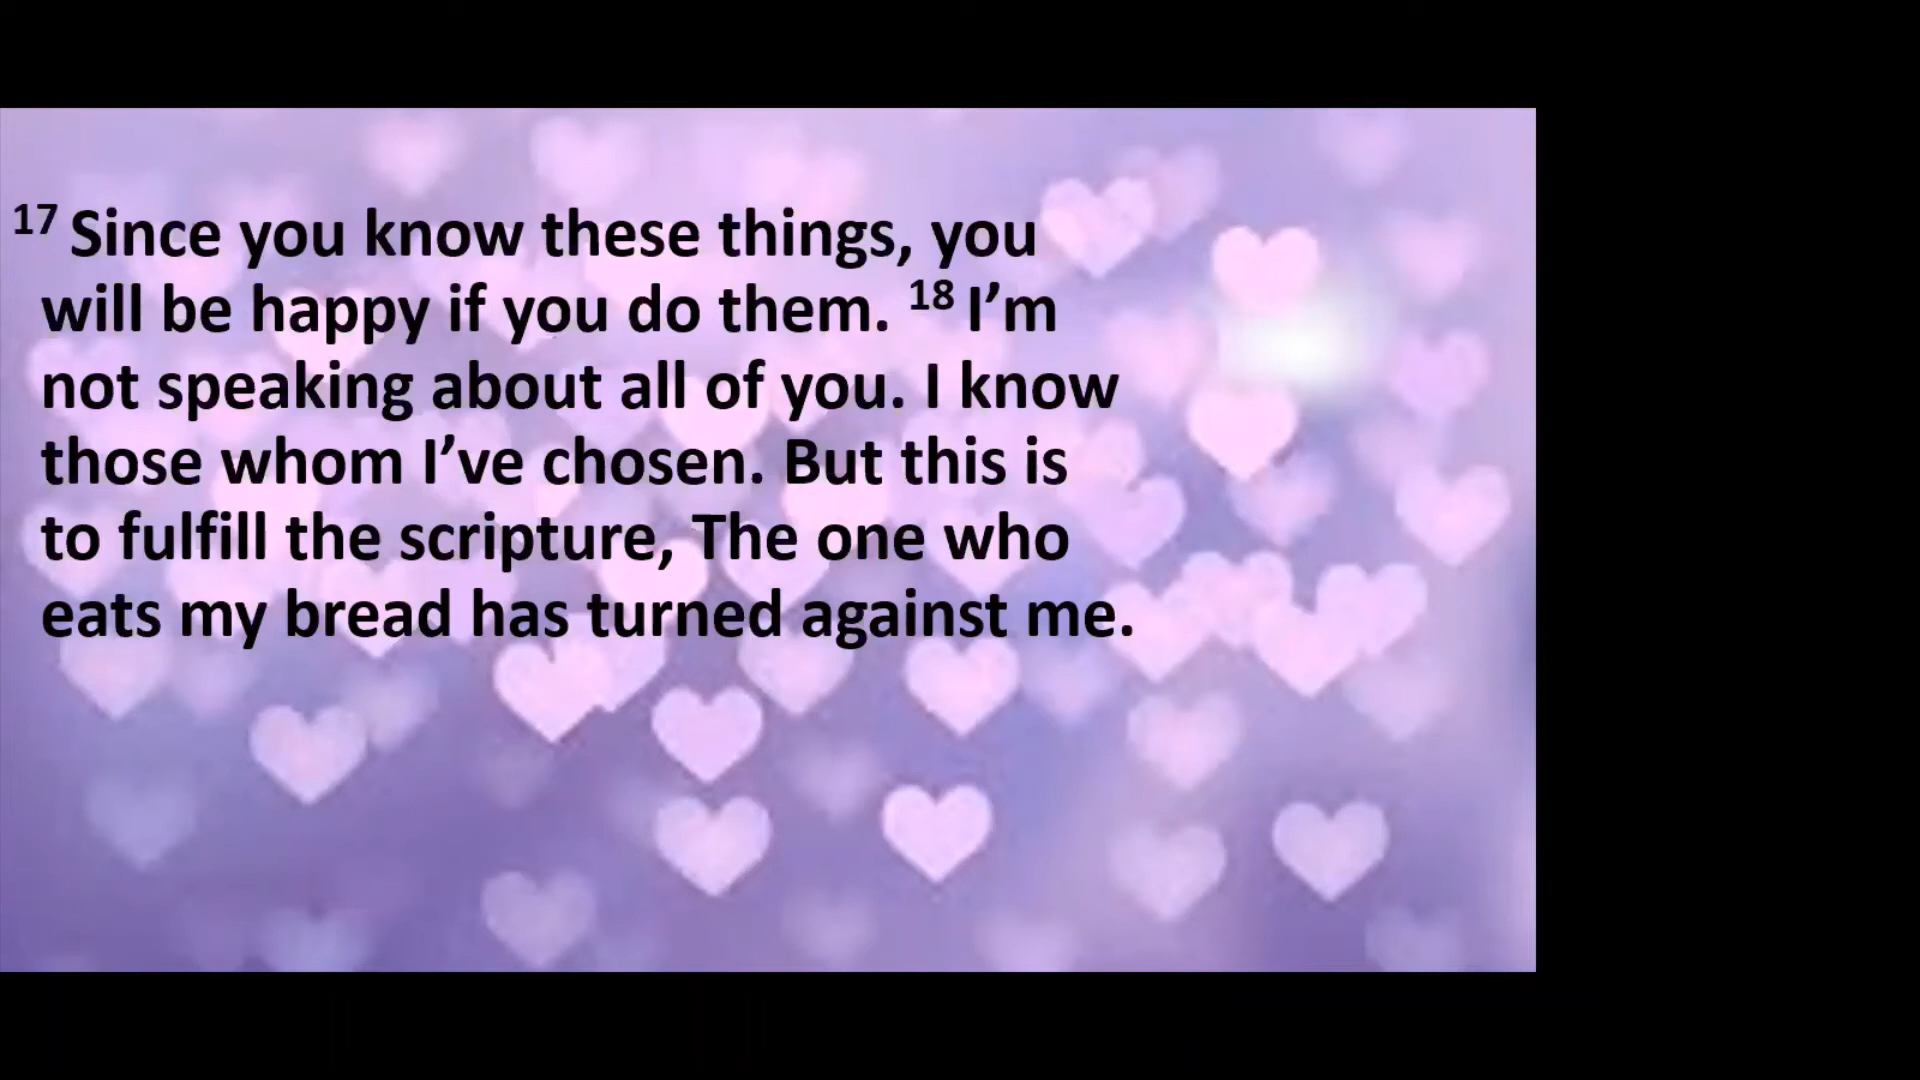 17 Since you know these things, you
will be happy if you do them. 18 I’m
not speaking about all of you. I know
those whom I’ve chosen. But this is
to fulfill the scripture, The one who
eats my bread has turned against me.